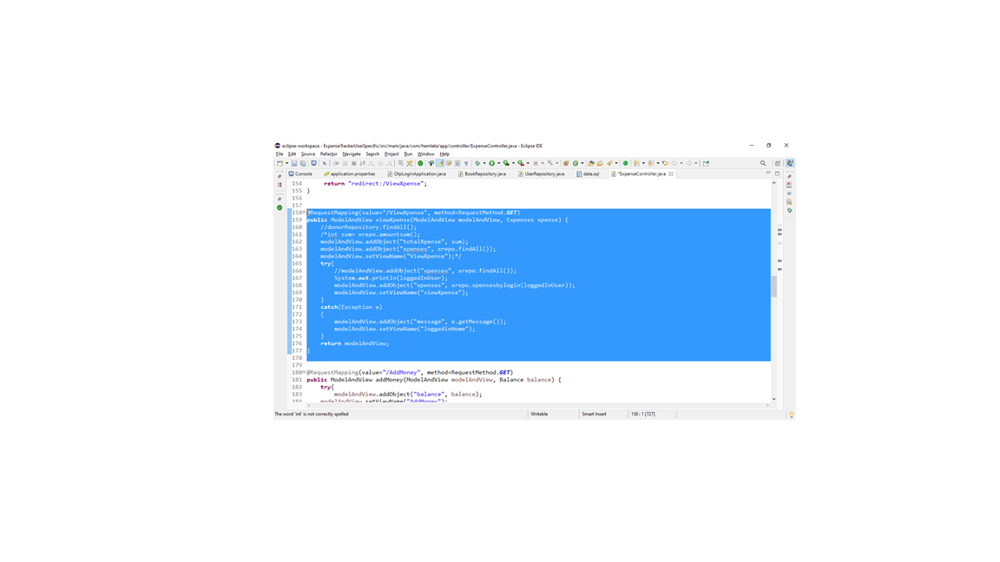 eclipse-workspace - ExpenseTrackerUserSpecific/src/main/java/com/hemlata/app/controller/ExpenseController.java - Eclipse IDE
File Edit Source Refactor Navigate Search Project Run Window Help
Console application.properties OtpLoginApplication.java BookRepository.java UserRepository.java data.sql *ExpenseController.java
154 return "redirect:/ViewXpense";
155 }
156
157
158 @RequestMapping(value="/ViewXpense", method=RequestMethod.GET)
159 public ModelAndView viewXpense(ModelAndView modelAndView, Expenses xpense) {
160 //donorRepository.findAll();
161 /*int sum= xrepo.amountsum();
162 modelAndView.addObject("totalXpense", sum);
163 modelAndView.addObject("xpenses", xrepo.findAll());
164 modelAndView.setViewName("ViewXpense");*/
165 try{
166 //modelAndView.addObject("xpenses", xrepo.findAll());
167 System.out.println(loggedInUser);
168 modelAndView.addObject("xpenses", xrepo.xpensesbylogin(loggedInUser));
169 modelAndView.setViewName("viewXpense");
170 }
171 catch(Exception e)
172 {
173 modelAndView.addObject("message", e.getMessage());
174 modelAndView.setViewName("loggedinHome");
175 }
176 return modelAndView;
177 }
178
179
180 @RequestMapping(value="/AddMoney", method=RequestMethod.GET)
181 public ModelAndView addMoney(ModelAndView modelAndView, Balance balance) {
182 try{
183 modelAndView.addObject("balance", balance);
184 modelAndView.setViewName("AddMoney");
The word 'int' is not correctly spelled Writable Smart Insert 158 : 1 [727]